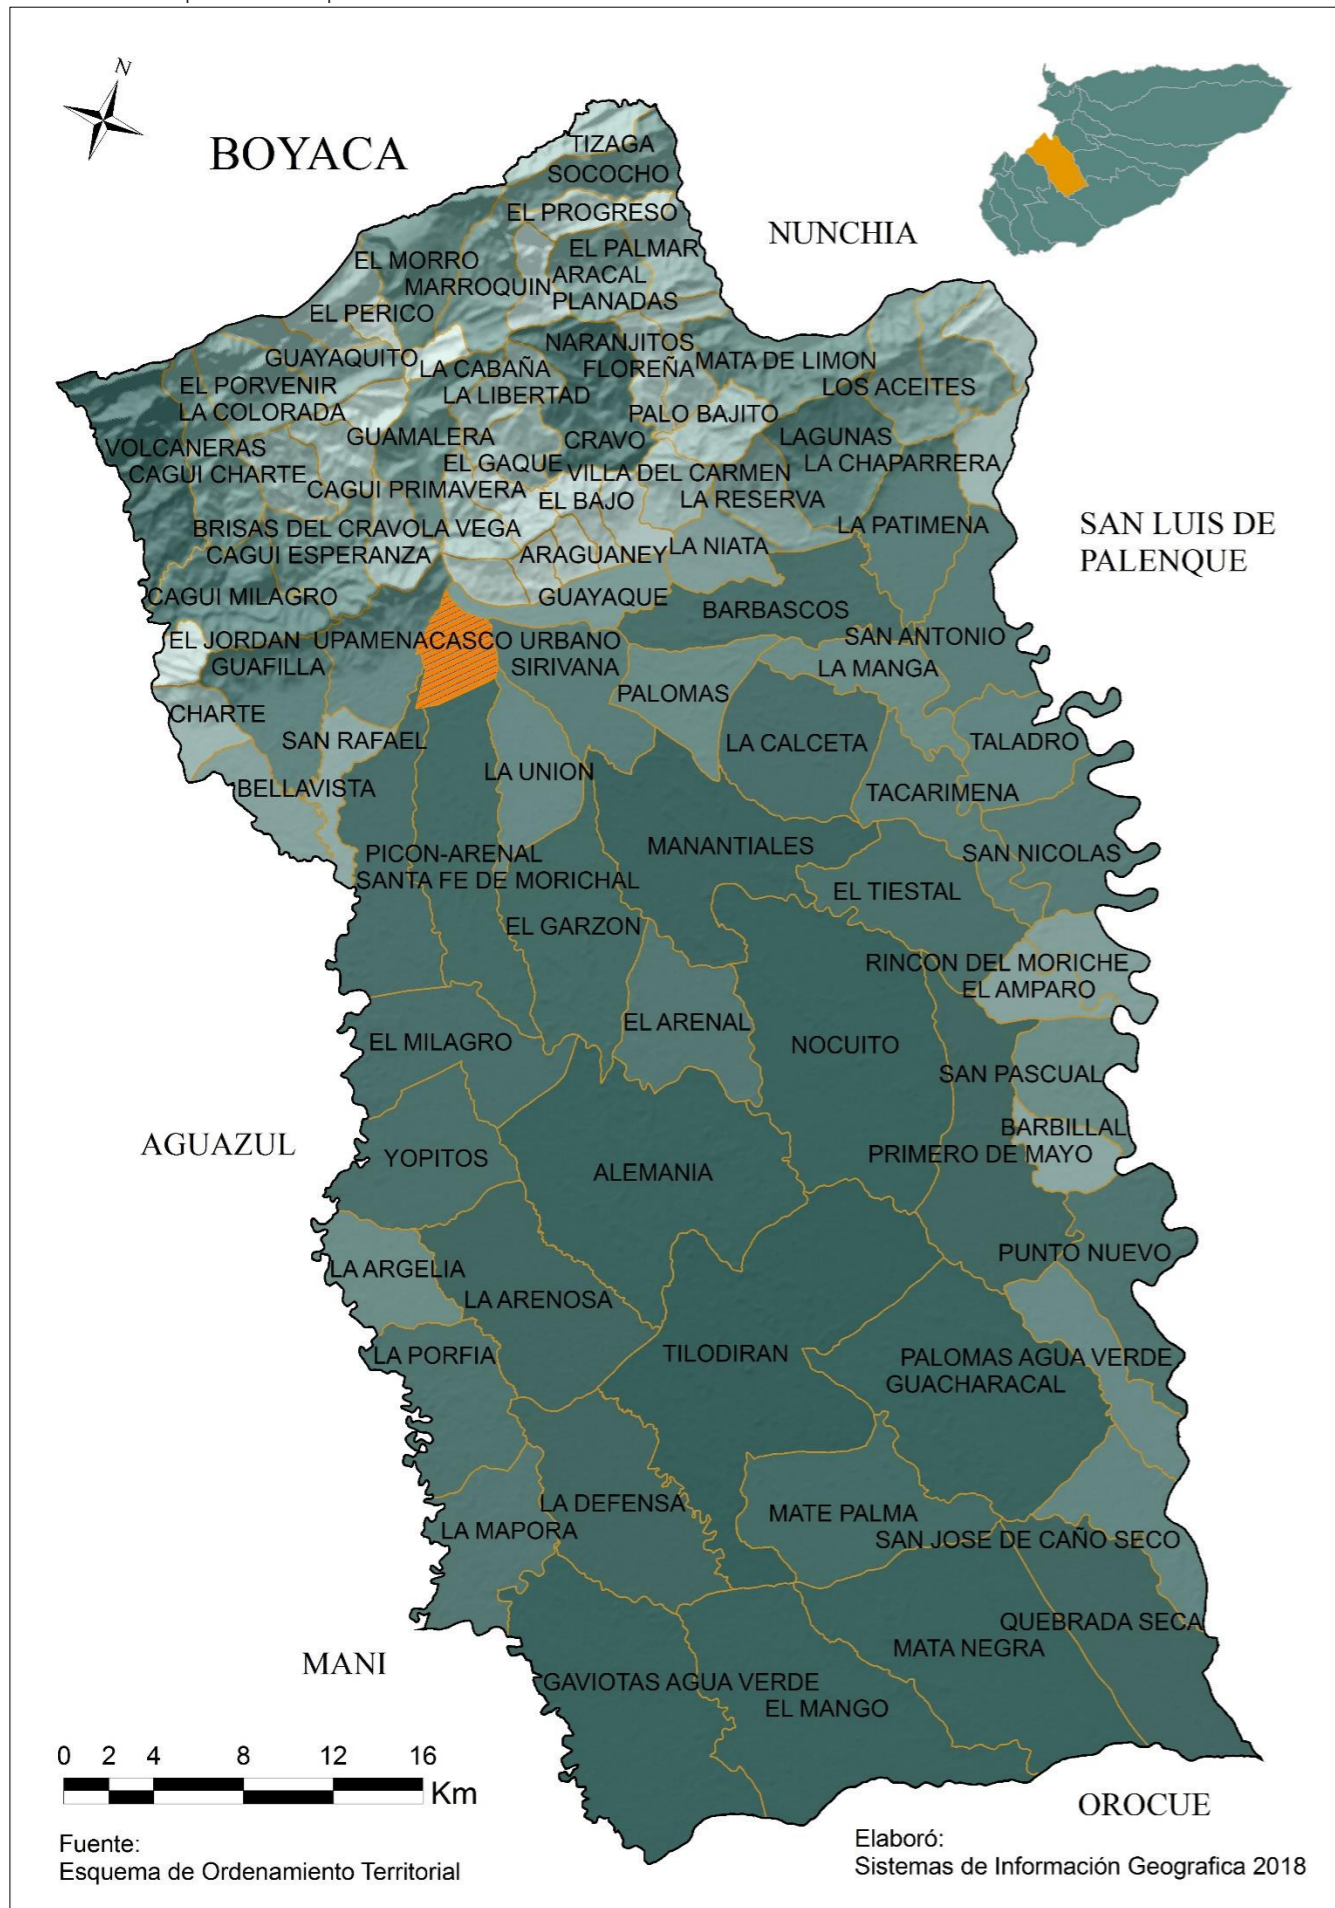 N
BOYACA
TIZAGA
SOCOCHO
EL PROGRESO
NUNCHIA
EL MORRO
EL PALMAR
MARROQUIN
ARACAL
PLANADAS
EL PERICO
NARANJITOS
GUAYAQUITO
LA CABAÑA
FLOREÑA
MATA DE LIMON
EL PORVENIR
LA LIBERTAD
LOS ACEITES
LA COLORADA
PALO BAJITO
VOLCANERAS
GUAMALERA
CRAVO
LAGUNAS
CAGUI CHARTE
EL GAQUE
VILLA DEL CARMEN
LA CHAPARRERA
CAGUI PRIMAVERA
EL BAJO
LA RESERVA
BRISAS DEL CRAVO
LA VEGA
LA PATIMENA
SAN LUIS DE
PALENQUE
CAGUI ESPERANZA
ARAGUANEY
LA NIATA
CAGUI MILAGRO
GUAYAQUE
BARBASCOS
EL JORDAN
UPAMENA
CASCO URBANO
SAN ANTONIO
GUAFILLA
SIRIVANA
LA MANGA
PALOMAS
CHARTE
SAN RAFAEL
LA CALCETA
TALADRO
BELLAVISTA
LA UNION
TACARIMENA
PICON-ARENAL
MANANTIALES
SAN NICOLAS
SANTA FE DE MORICHAL
EL TIESTAL
EL GARZON
RINCON DEL MORICHE
EL AMPARO
EL MILAGRO
EL ARENAL
NOCUITO
SAN PASCUAL
AGUAZUL
YOPITOS
ALEMANIA
BARBILLAL
PRIMERO DE MAYO
PUNTO NUEVO
LA ARGELIA
LA ARENOSA
LA PORFIA
TILODIRAN
PALOMAS AGUA VERDE
GUACHARACAL
LA DEFENSA
MATE PALMA
LA MAPORA
SAN JOSE DE CAÑO SECO
QUEBRADA SECA
MANI
MATA NEGRA
GAVIOTAS AGUA VERDE
EL MANGO
0 2 4 8 12 16
Km
OROCUE
Fuente:
Esquema de Ordenamiento Territorial
Elaboró:
Sistemas de Información Geografica 2018